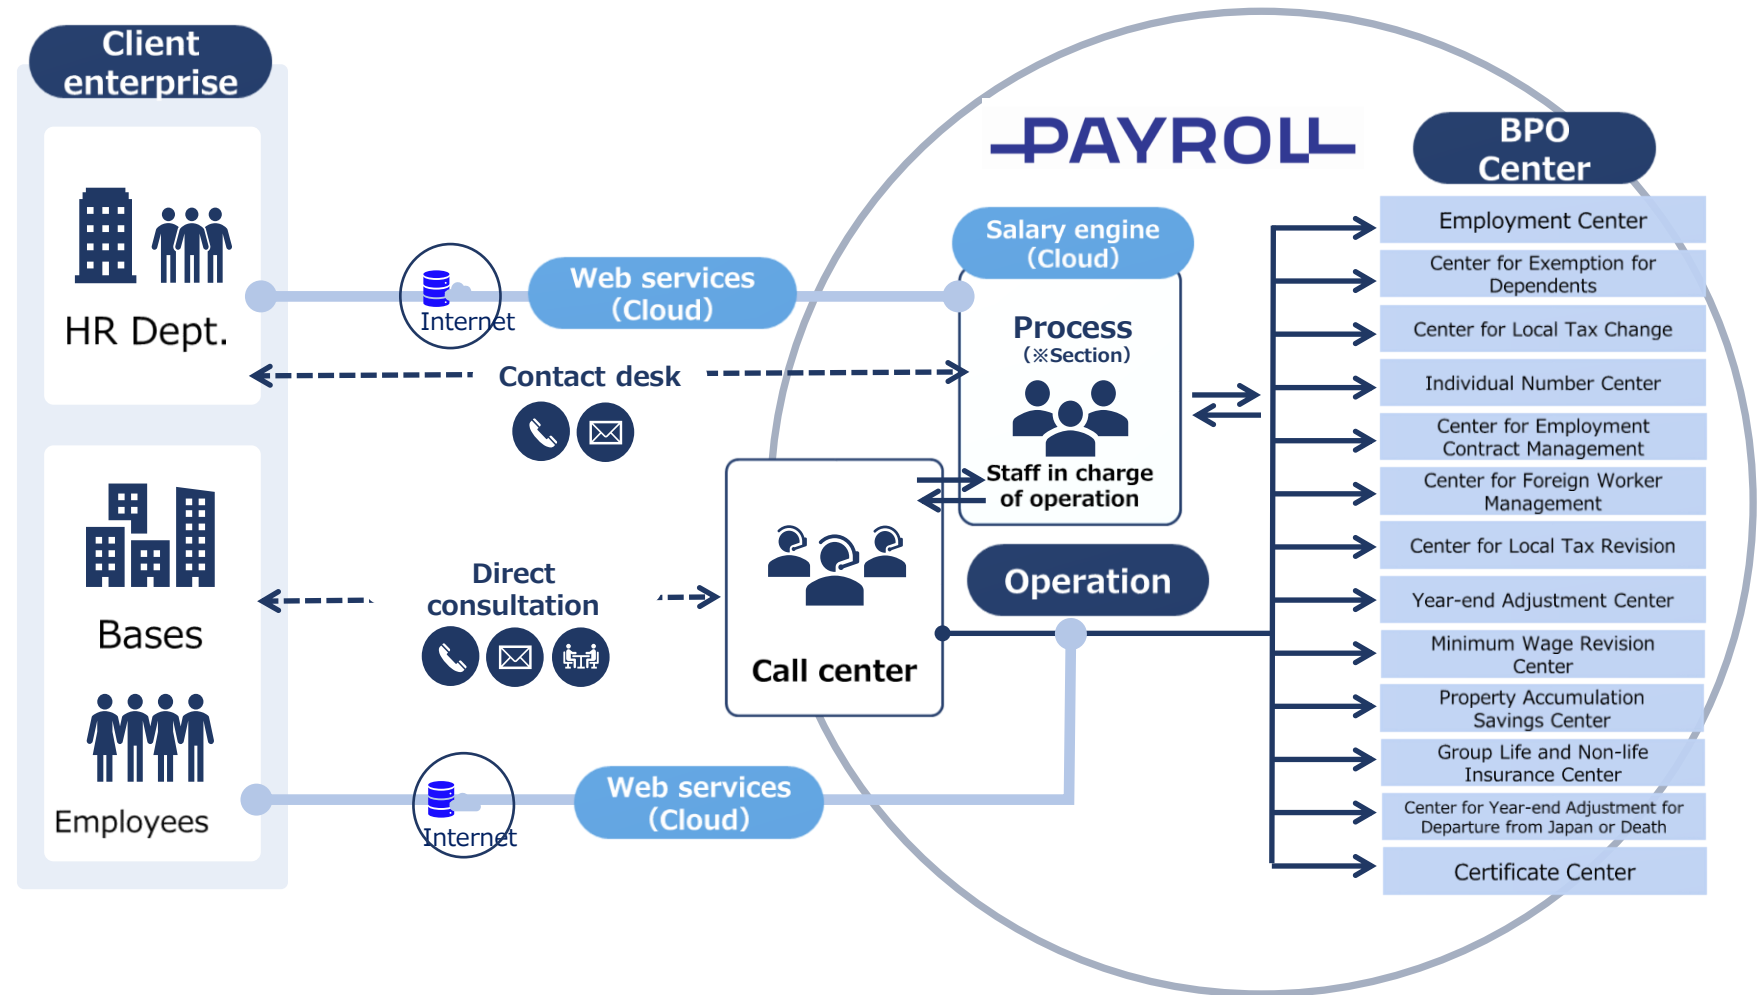 Client
enterprise
HR Dept.
Bases
Employees
Internet
Web services
(Cloud)
Contact desk
Direct
consultation
Internet
Web services
(Cloud)
PAYROLL
Salary engine
(Cloud)
Process
(※Section)
Staff in charge
of operation
Call center
Operation
BPO
Center
Employment Center
Center for Exemption for
Dependents
Center for Local Tax Change
Individual Number Center
Center for Employment
Contract Management
Center for Foreign Worker
Management
Center for Local Tax Revision
Year-end Adjustment Center
Minimum Wage Revision
Center
Property Accumulation
Savings Center
Group Life and Non-life
Insurance Center
Center for Year-end Adjustment for
Departure from Japan or Death
Certificate Center